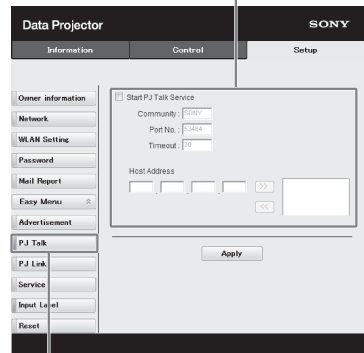 Data Projector
SONY
Information
Control
Setup
Owner information
Network
WLAN Setting
Password
Mail Report
Easy Menu
Advertisement
PJ Talk
PJ Link
Service
Input Label
Reset
Start PJ Talk Service
Community : SONY
Port No. : 53484
Timeout : 30
Host Address
>>
<<
Apply